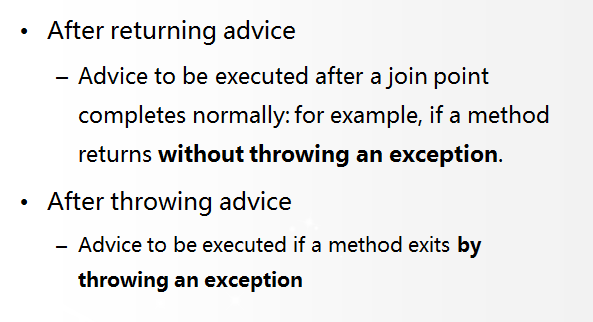 • After returning advice
– Advice to be executed after a join point
completes normally: for example, if a method
returns without throwing an exception.
• After throwing advice
– Advice to be executed if a method exits by
throwing an exception